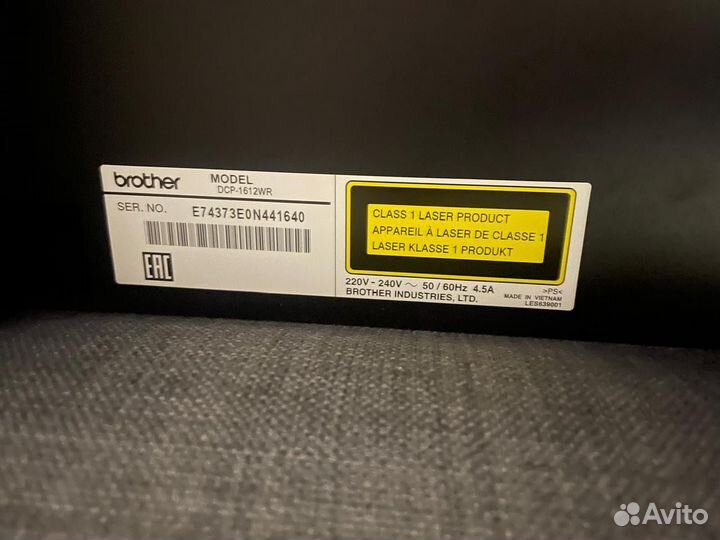 brother
MODEL
DCP-1612WR
SER. NO. E74373E0N441640
EAC
CLASS 1 LASER PRODUCT
APPAREIL À LASER DE CLASSE 1
LASER KLASSE 1 PRODUKT
220V - 240V ~ 50 / 60Hz 4.5A
BROTHER INDUSTRIES, LTD.
>PS<
MADE IN VIETNAM
LES639001
Avito